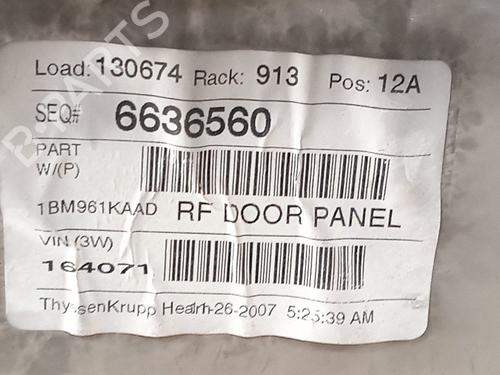 Load: 130674 Rack: 913 Pos: 12A
SEQ# 6636560
PART
W/(P)
1BM961KAAD RF DOOR PANEL
VIN (3W)
164071
ThyssenKrupp 26-2007 5:25:39 AM
B-PARTS